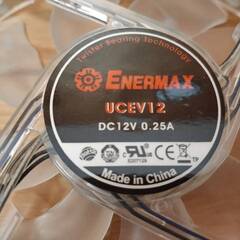 Twister Bearing Technology
ENERMAX
UCEV12
DC12V 0.25A
Made in China